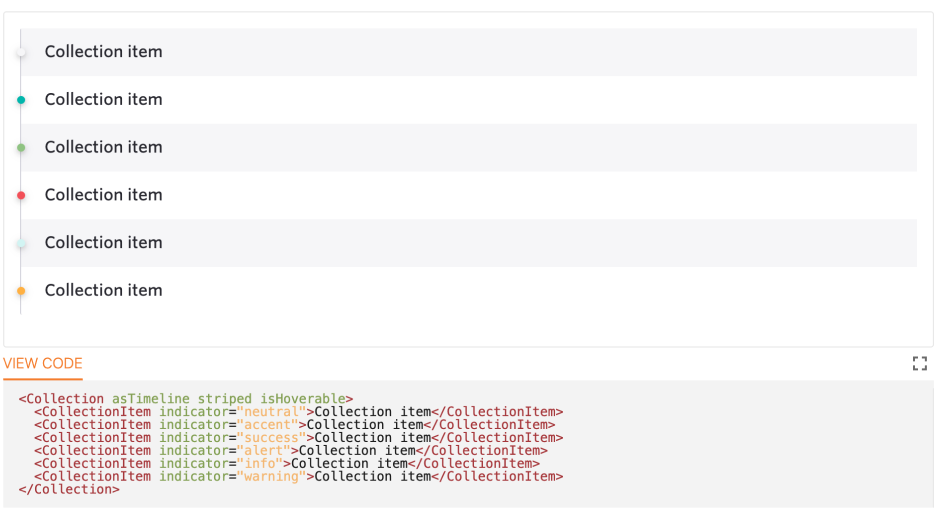 Collection item
Collection item
Collection item
Collection item
Collection item
Collection item
VIEW CODE
<Collection asTimeline striped isHoverable>
<CollectionItem indicator="neutral">Collection item</CollectionItem>
<CollectionItem indicator="accent">Collection item</CollectionItem>
<CollectionItem indicator="success">Collection item</CollectionItem>
<CollectionItem indicator="alert">Collection item</CollectionItem>
<CollectionItem indicator="info">Collection item</CollectionItem>
<CollectionItem indicator="warning">Collection item</CollectionItem>
</Collection>